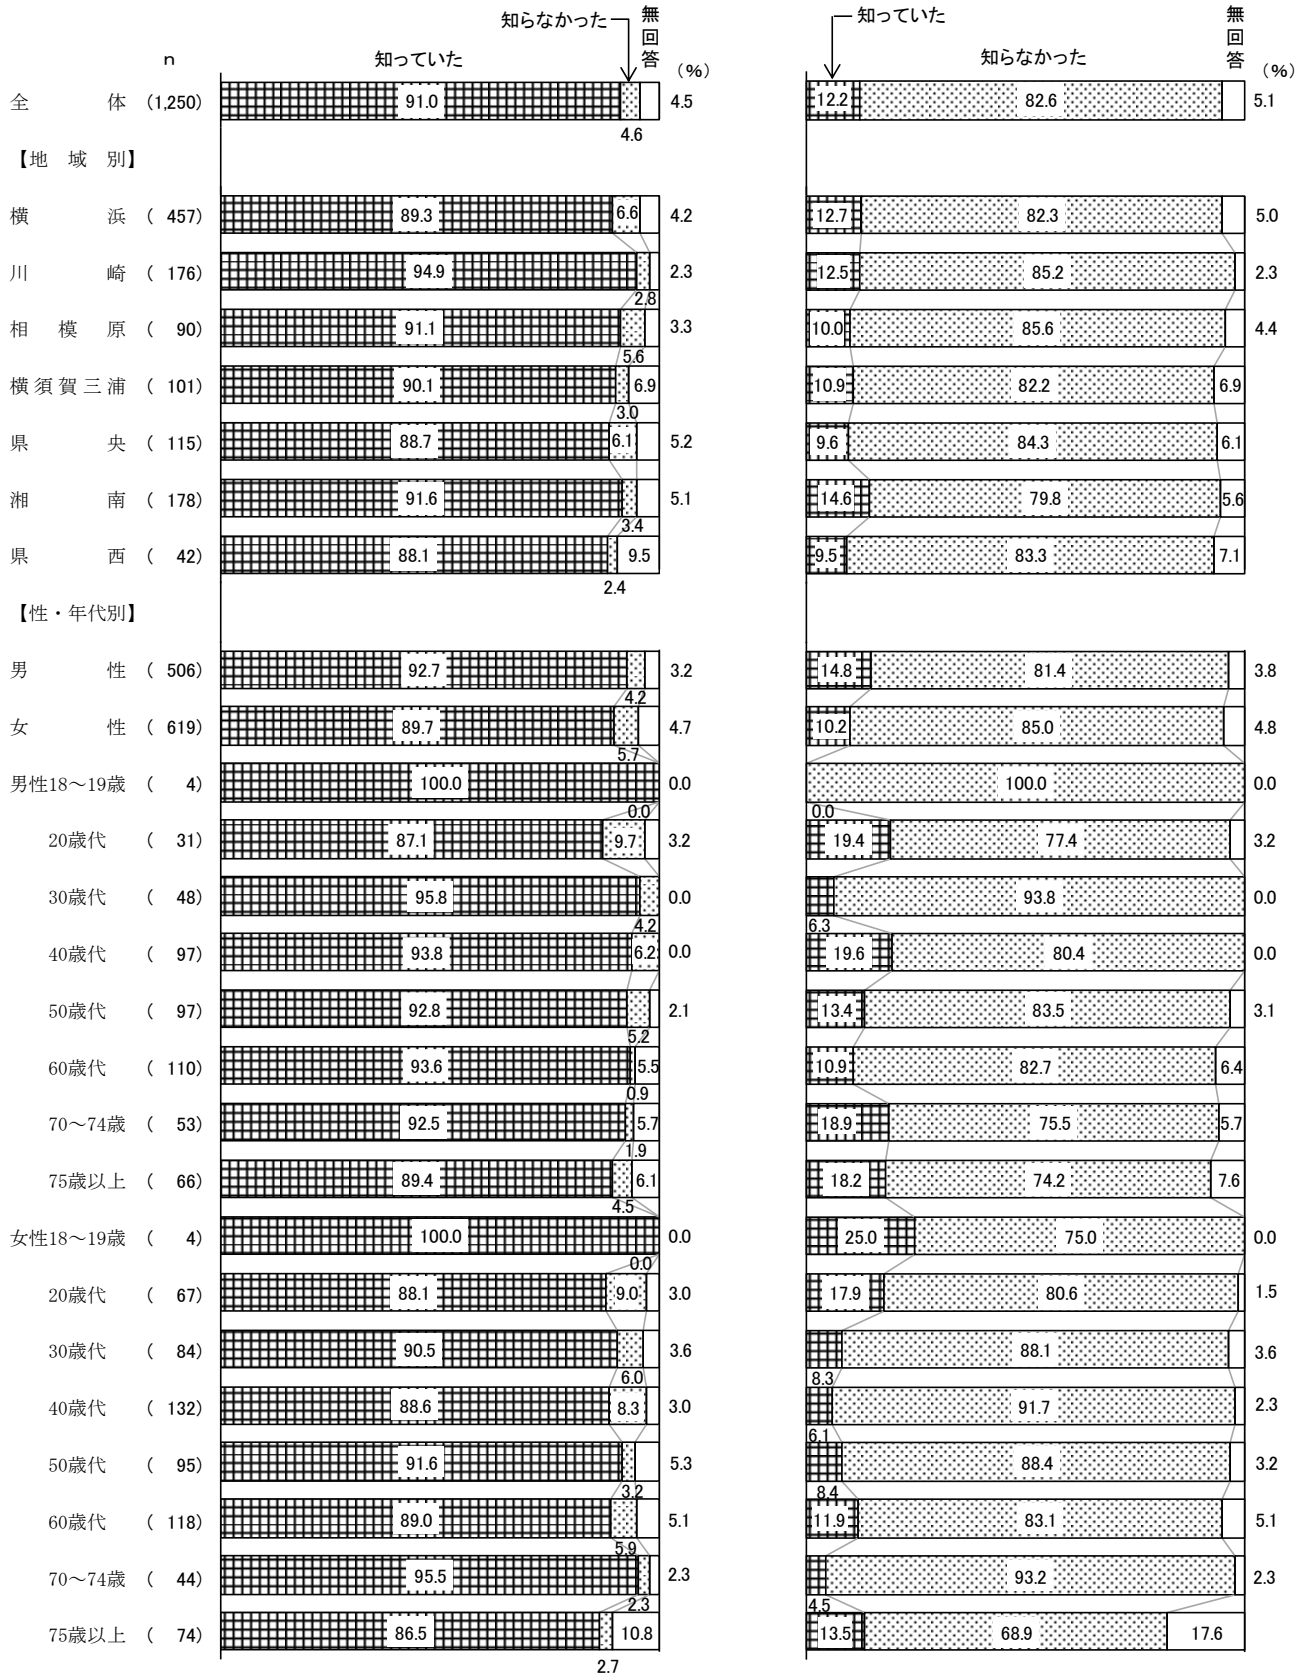 知らなかった 無回答 知っていた 無回答
n 知っていた (%) 知らなかった (%)
全体 (1,250) 91.0 4.6 4.5 12.2 82.6 5.1
【地域別】
横浜 ( 457) 89.3 6.6 4.2 12.7 82.3 5.0
川崎 ( 176) 94.9 2.8 2.3 12.5 85.2 2.3
相模原 ( 90) 91.1 5.6 3.3 10.0 85.6 4.4
横須賀三浦 ( 101) 90.1 3.0 6.9 10.9 82.2 6.9
県央 ( 115) 88.7 6.1 5.2 9.6 84.3 6.1
湘南 ( 178) 91.6 3.4 5.1 14.6 79.8 5.6
県西 ( 42) 88.1 2.4 9.5 9.5 83.3 7.1
【性・年代別】
男性 ( 506) 92.7 4.2 3.2 14.8 81.4 3.8
女性 ( 619) 89.7 5.7 4.7 10.2 85.0 4.8
男性18～19歳 ( 4) 100.0 0.0 0.0 0.0 100.0 0.0
20歳代 ( 31) 87.1 9.7 3.2 19.4 77.4 3.2
30歳代 ( 48) 95.8 4.2 0.0 6.3 93.8 0.0
40歳代 ( 97) 93.8 6.2 0.0 19.6 80.4 0.0
50歳代 ( 97) 92.8 5.2 2.1 13.4 83.5 3.1
60歳代 ( 110) 93.6 0.9 5.5 10.9 82.7 6.4
70～74歳 ( 53) 92.5 1.9 5.7 18.9 75.5 5.7
75歳以上 ( 66) 89.4 4.5 6.1 18.2 74.2 7.6
女性18～19歳 ( 4) 100.0 0.0 0.0 25.0 75.0 0.0
20歳代 ( 67) 88.1 9.0 3.0 17.9 80.6 1.5
30歳代 ( 84) 90.5 6.0 3.6 8.3 88.1 3.6
40歳代 ( 132) 88.6 8.3 3.0 6.1 91.7 2.3
50歳代 ( 95) 91.6 3.2 5.3 8.4 88.4 3.2
60歳代 ( 118) 89.0 5.9 5.1 11.9 83.1 5.1
70～74歳 ( 44) 95.5 2.3 2.3 4.5 93.2 2.3
75歳以上 ( 74) 86.5 2.7 10.8 13.5 68.9 17.6